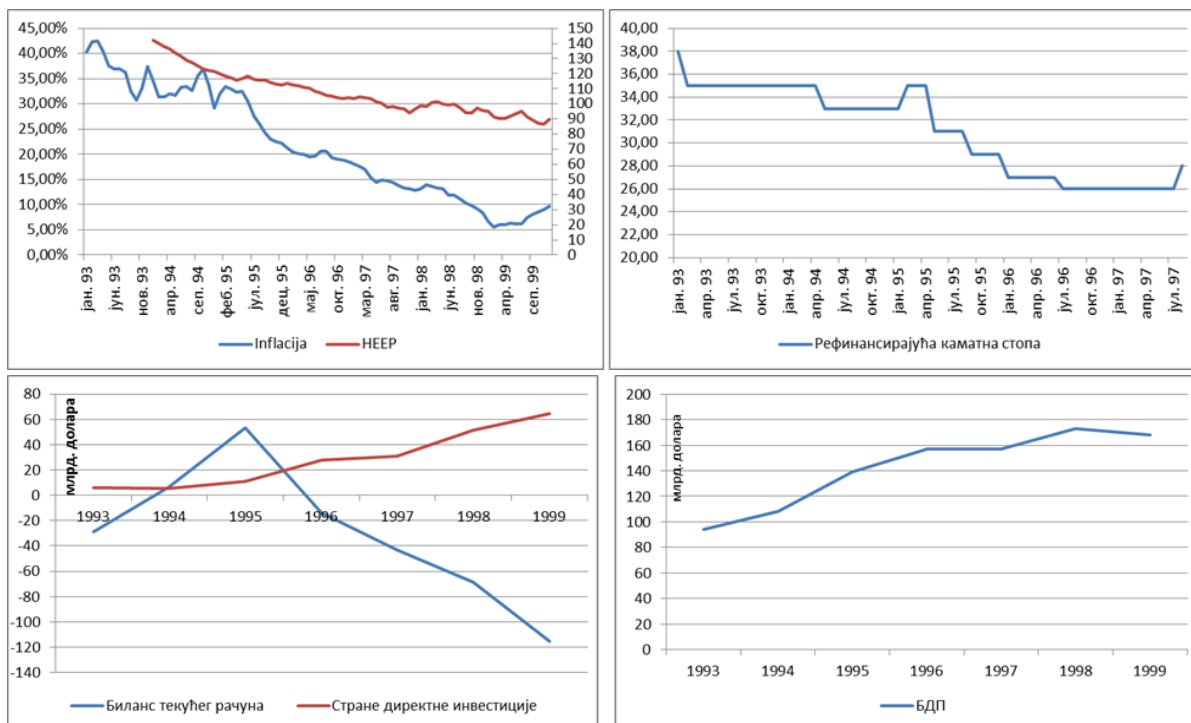 45,00%
40,00%
35,00%
30,00%
25,00%
20,00%
15,00%
10,00%
5,00%
0,00%
150
140
130
120
110
100
90
80
70
60
50
40
30
20
10
0
јан. 93
јун. 93
нов. 93
апр. 94
сеп. 94
феб. 95
јул. 95
дец. 95
мај. 96
окт. 96
мар. 97
авг. 97
јан. 98
јун. 98
нов. 98
апр. 99
сеп. 99
Inflacija
НЕЕР
40,00
38,00
36,00
34,00
32,00
30,00
28,00
26,00
24,00
22,00
20,00
јан. 93
апр. 93
јул. 93
окт. 93
јан. 94
апр. 94
јул. 94
окт. 94
јан. 95
апр. 95
јул. 95
окт. 95
јан. 96
апр. 96
јул. 96
окт. 96
јан. 97
апр. 97
јул. 97
Рефинансирајућа каматна стопа
80
60
40
20
0
-20
-40
-60
-80
-100
-120
-140
млрд. долара
1993
1994
1995
1996
1997
1998
1999
Биланс текућег рачуна
Стране директне инвестиције
200
180
160
140
120
100
80
60
40
20
0
млрд. долара
1993
1994
1995
1996
1997
1998
1999
БДП